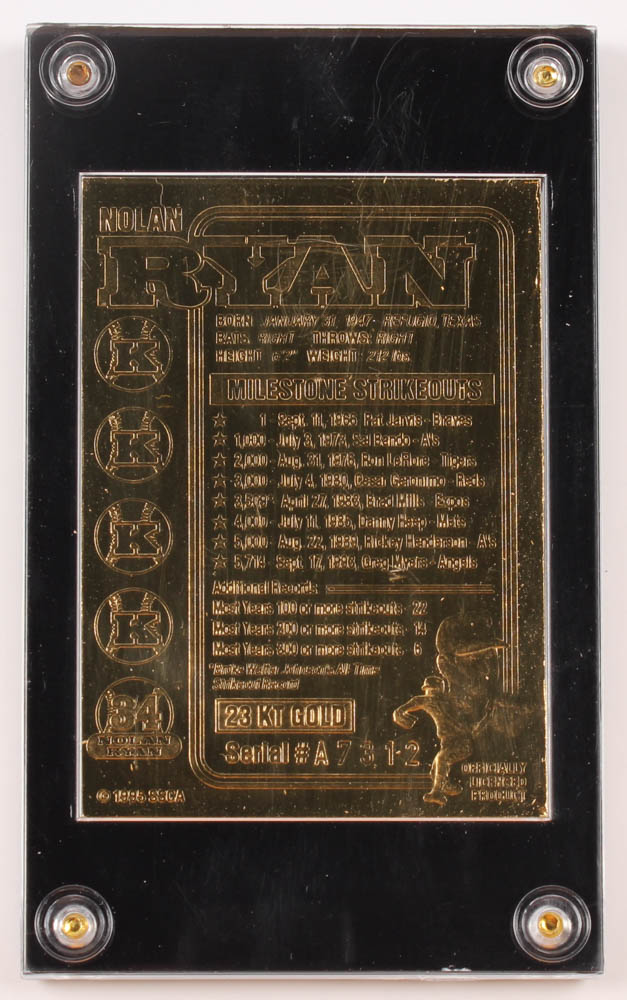 NOLAN
RYAN
BORN JANUARY 31, 1947 - REFUGIO, TEXAS
BATS: RIGHT - THROWS: RIGHT
HEIGHT: 6'2" WEIGHT: 212 lbs
MILESTONE STRIKEOUTS
☆ 1 - Sept. 11, 1966, Pat Jarvis - Braves
☆ 1,000 - July 3, 1973, Sal Bando - A's
☆ 2,000 - Aug. 31, 1976, Ron LeFlore - Tigers
☆ 3,000 - July 4, 1980, Cesar Geronimo - Reds
☆ 3,509* - April 27, 1983, Brad Mills - Expos
☆ 4,000 - July 11, 1985, Danny Heep - Mets
☆ 5,000 - Aug. 22, 1989, Rickey Henderson - A's
☆ 5,714 - Sept. 17, 1993, Greg Myers - Angels
Additional Records:
Most Years 100 or more strikeouts - 22
Most Years 200 or more strikeouts - 14
Most Years 300 or more strikeouts - 6
*Broke Walter Johnson's All Time
Strikeout Record
K
K
K
K
34
NOLAN
RYAN
23 KT GOLD
Serial # A 7 3 1-2
OFFICIALLY
LICENSED
PRODUCT
© 1995 SSCA